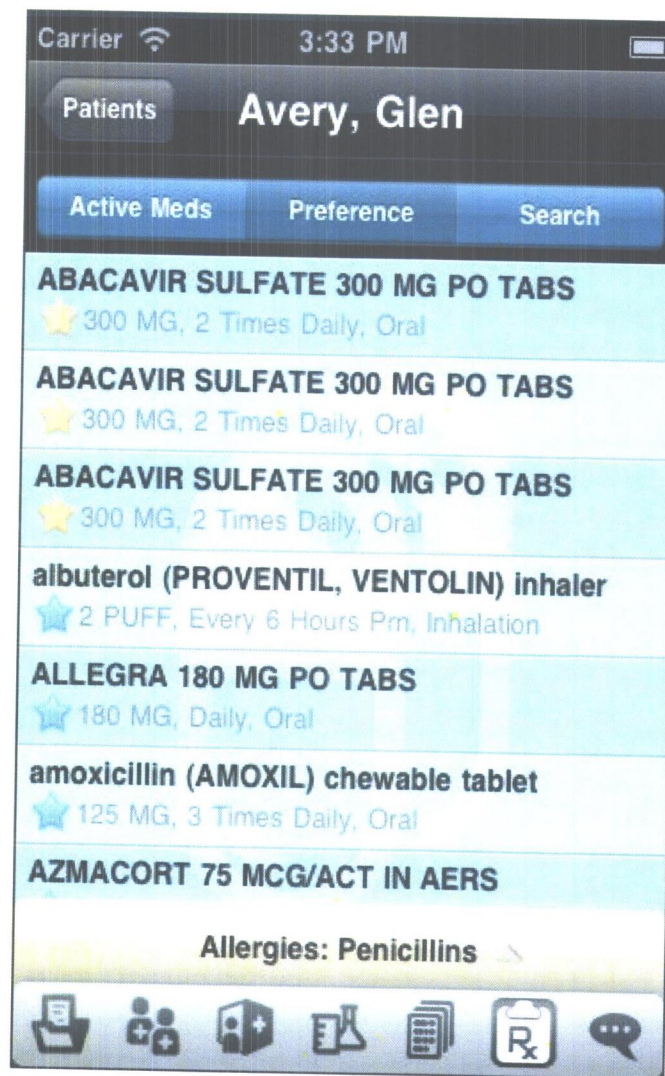 Carrier 3:33 PM
Patients Avery, Glen
Active Meds Preference Search
ABACAVIR SULFATE 300 MG PO TABS
300 MG, 2 Times Daily, Oral
ABACAVIR SULFATE 300 MG PO TABS
300 MG, 2 Times Daily, Oral
ABACAVIR SULFATE 300 MG PO TABS
300 MG, 2 Times Daily, Oral
albuterol (PROVENTIL, VENTOLIN) inhaler
2 PUFF, Every 6 Hours Prn, Inhalation
ALLEGRA 180 MG PO TABS
180 MG, Daily, Oral
amoxicillin (AMOXIL) chewable tablet
125 MG, 3 Times Daily, Oral
AZMACORT 75 MCG/ACT IN AERS
Allergies: Penicillins
Rx